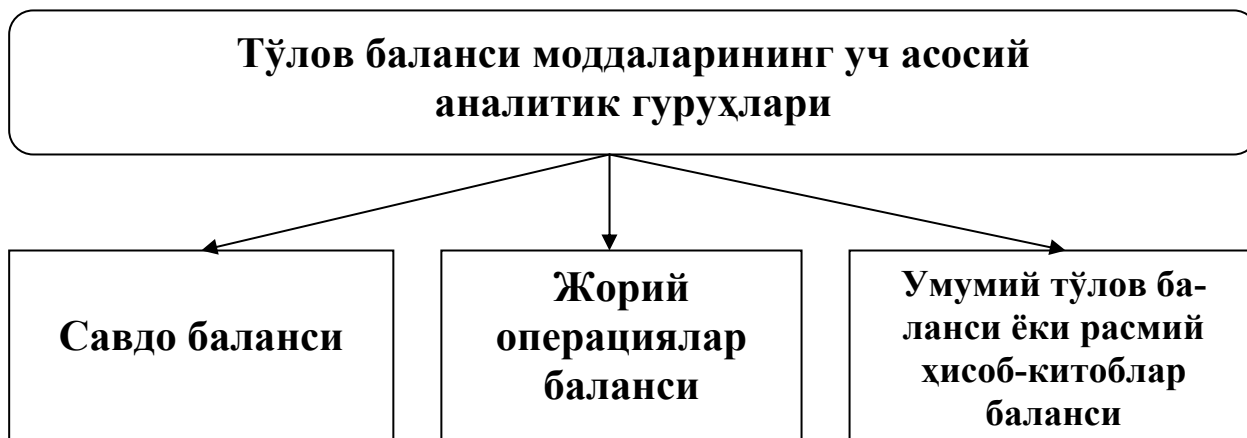 Тўлов баланси моддаларининг уч асосий
аналитик гуруҳлари
Савдо баланси
Жорий
операциялар
баланси
Умумий тўлов ба-
ланси ёки расмий
ҳисоб-китоблар
баланси